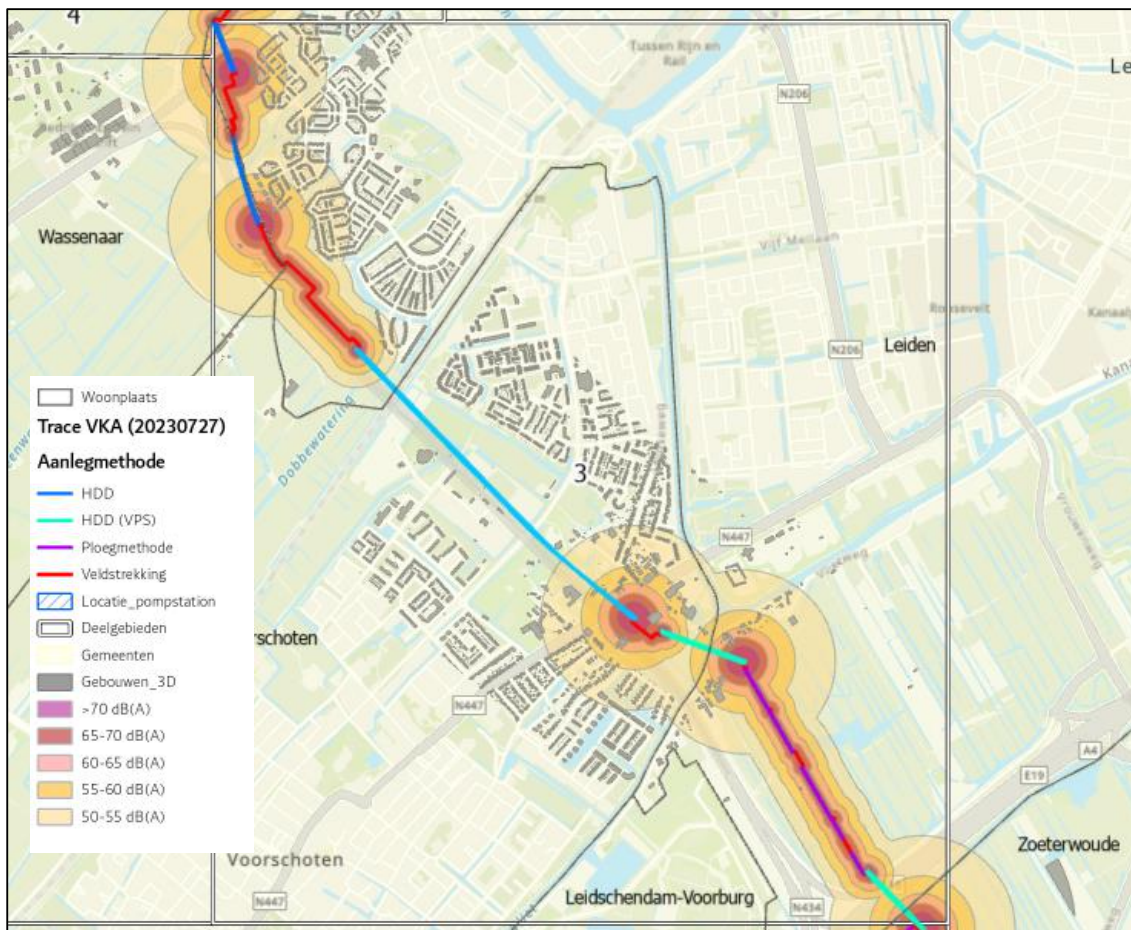 4
Tussen Rijn en
Rail
Le
N206
Wassenaar
Vijf Meilaan
Roosevelt
N206
Leiden
Dobbewatering
3
N447
Vlietweg
Vrouwenweg
Woonplaats
Trace VKA (20230727)
Aanlegmethode
HDD
HDD (VPS)
Ploegmethode
Veldstrekking
Locatie_pompstation
Deelgebieden
Gemeenten
Gebouwen_3D
>70 dB(A)
65-70 dB(A)
60-65 dB(A)
55-60 dB(A)
50-55 dB(A)
rschoten
N447
A4
E19
Zoeterwoude
Voorschoten
N447
Leidschendam-Voorburg
N434